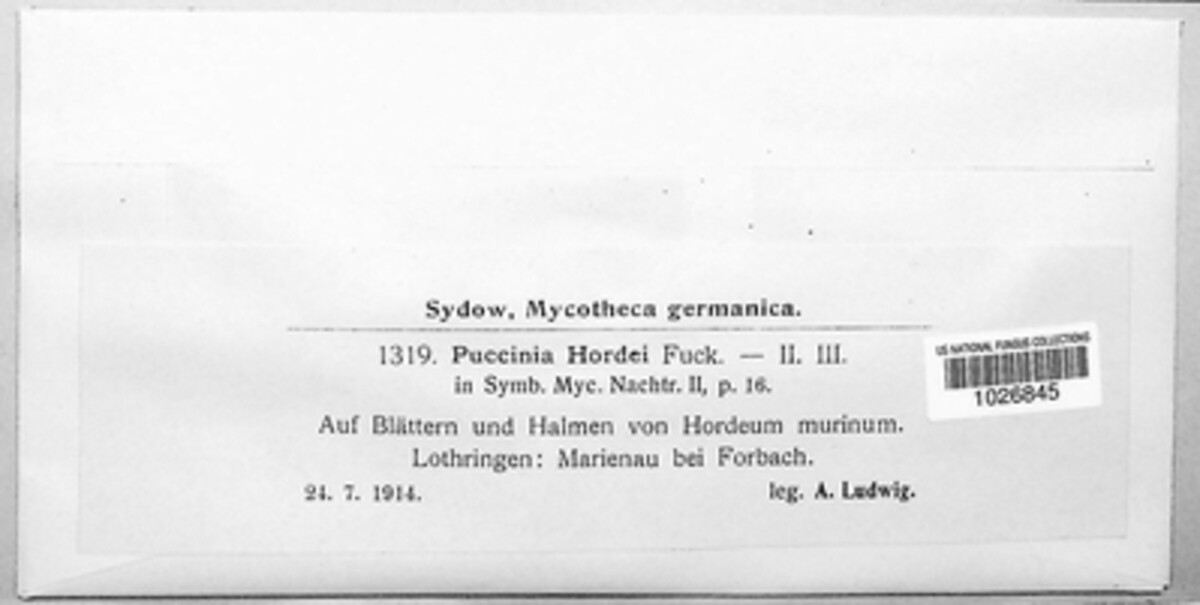 Sydow, Mycotheca germanica.
1319. Puccinia Hordei Fuck. — II. III.
in Symb. Myc. Nachtr. II, p. 16.
Auf Blättern und Halmen von Hordeum murinum.
Lothringen: Marienau bei Forbach.
24. 7. 1914. leg. A. Ludwig.
US NATIONAL FUNGUS COLLECTIONS
1026845